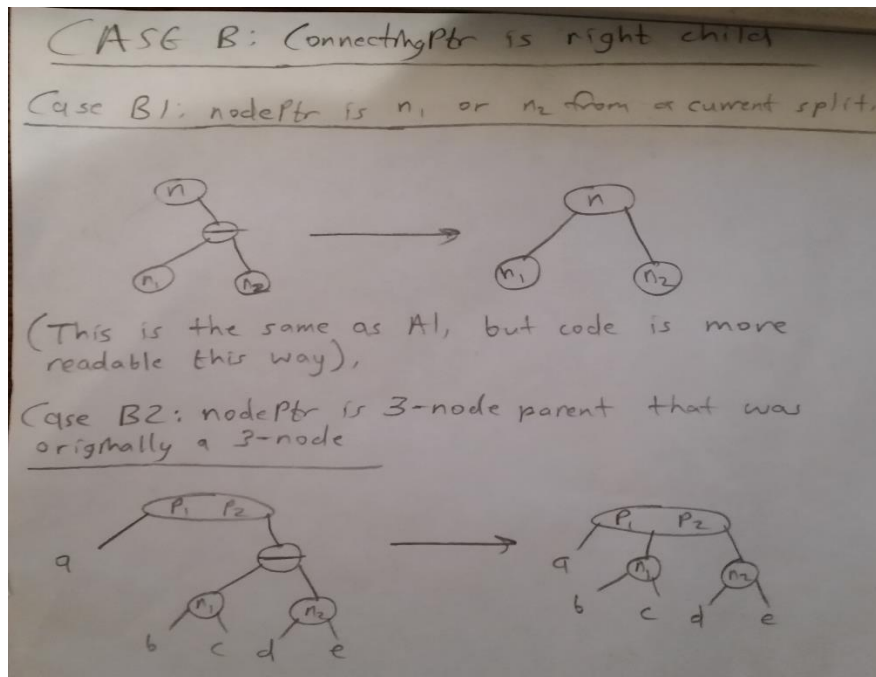 CASE B: ConnectingPtr is right child
Case B1: nodePtr is n₁ or n₂ from a current split.
n
n
n₁ n₂
n₁ n₂
(This is the same as A1, but code is more
readable this way),
Case B2: nodePtr is 3-node parent that was
originally a 3-node
P₁ P₂
P₁ P₂
a
a
n₁ n₂
n₁ n₂
b c d e
b c d e